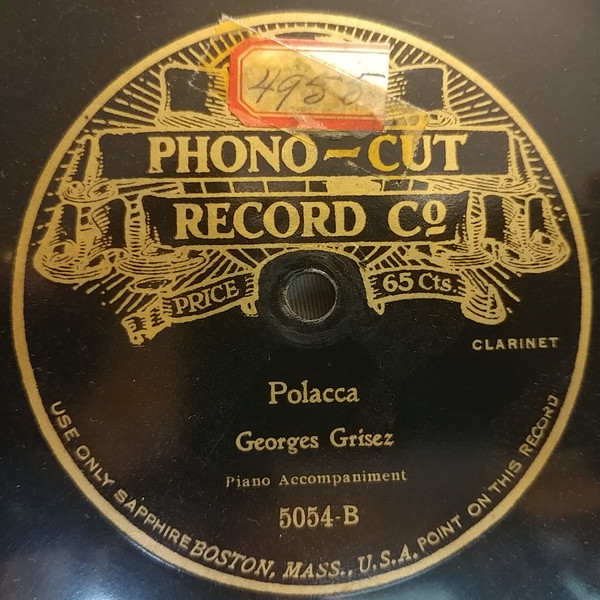 4955
PHONO-CUT
RECORD Cº
PRICE 65 Cts.
CLARINET
Polacca
Georges Grisez
Piano Accompaniment
5054-B
USE ONLY SAPPHIRE POINT ON THIS RECORD
BOSTON, MASS., U.S.A.